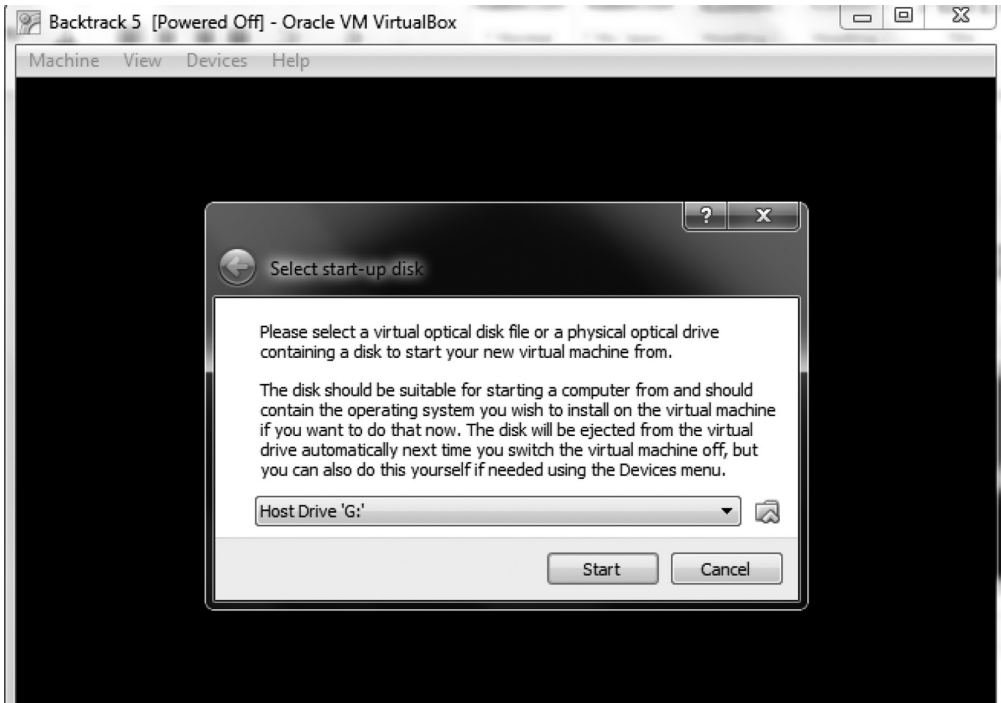 Backtrack 5 [Powered Off] - Oracle VM VirtualBox
Machine View Devices Help
? X
Select start-up disk
Please select a virtual optical disk file or a physical optical drive
containing a disk to start your new virtual machine from.
The disk should be suitable for starting a computer from and should
contain the operating system you wish to install on the virtual machine
if you want to do that now. The disk will be ejected from the virtual
drive automatically next time you switch the virtual machine off, but
you can also do this yourself if needed using the Devices menu.
Host Drive 'G:'
Start Cancel